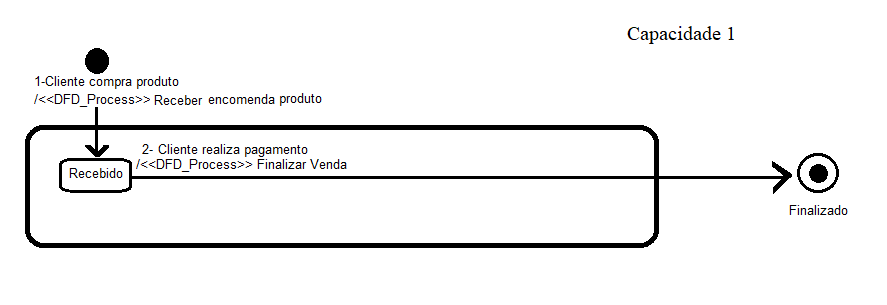 Capacidade 1
1-Cliente compra produto
/<<DFD_Process>> Receber encomenda produto
2- Cliente realiza pagamento
/<<DFD_Process>> Finalizar Venda
Recebido
Finalizado